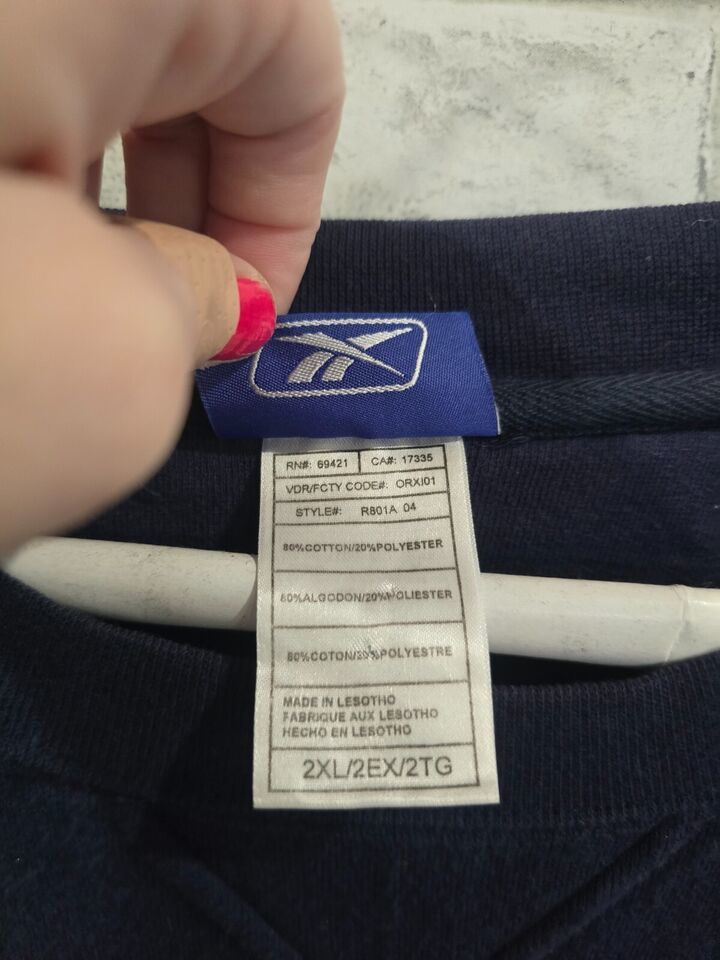 RN#: 69421 CA#: 17335
VDR/FCTY CODE#: ORXI01
STYLE#: R801A 04
80%COTTON/20%POLYESTER
80%ALGODON/20%POLIESTER
80%COTON/20%POLYESTRE
MADE IN LESOTHO
FABRIQUE AUX LESOTHO
HECHO EN LESOTHO
2XL/2EX/2TG